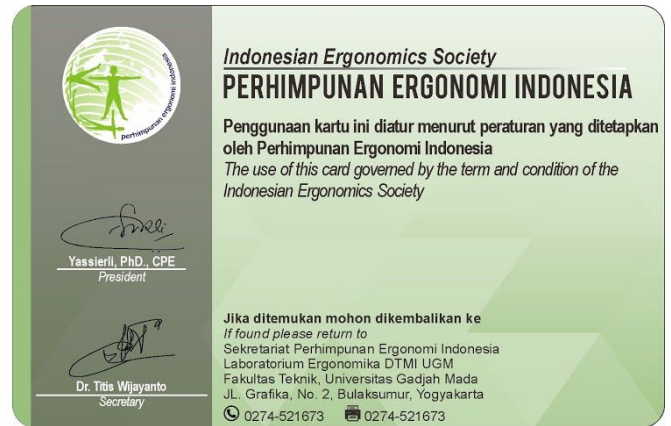 perhimpunan ergonomi indonesia
Indonesian Ergonomics Society
PERHIMPUNAN ERGONOMI INDONESIA
Penggunaan kartu ini diatur menurut peraturan yang ditetapkan
oleh Perhimpunan Ergonomi Indonesia
The use of this card governed by the term and condition of the
Indonesian Ergonomics Society
Yassierli, PhD., CPE
President
Dr. Titis Wijayanto
Secretary
Jika ditemukan mohon dikembalikan ke
If found please return to
Sekretariat Perhimpunan Ergonomi Indonesia
Laboratorium Ergonomika DTMI UGM
Fakultas Teknik, Universitas Gadjah Mada
JL. Grafika, No. 2, Bulaksumur, Yogyakarta
0274-521673 0274-521673